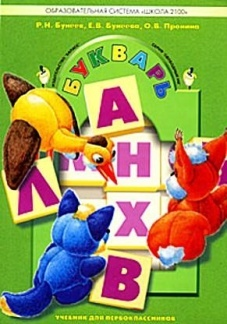 ОБРАЗОВАТЕЛЬНАЯ СИСТЕМА «ШКОЛА 2100»
Р.Н. Бунеев, Е.В. Бунеева, О.В. Пронина
БУКВАРЬ
А
Л М Н
Х
В
УЧЕБНИК ДЛЯ ПЕРВОКЛАССНИКОВ